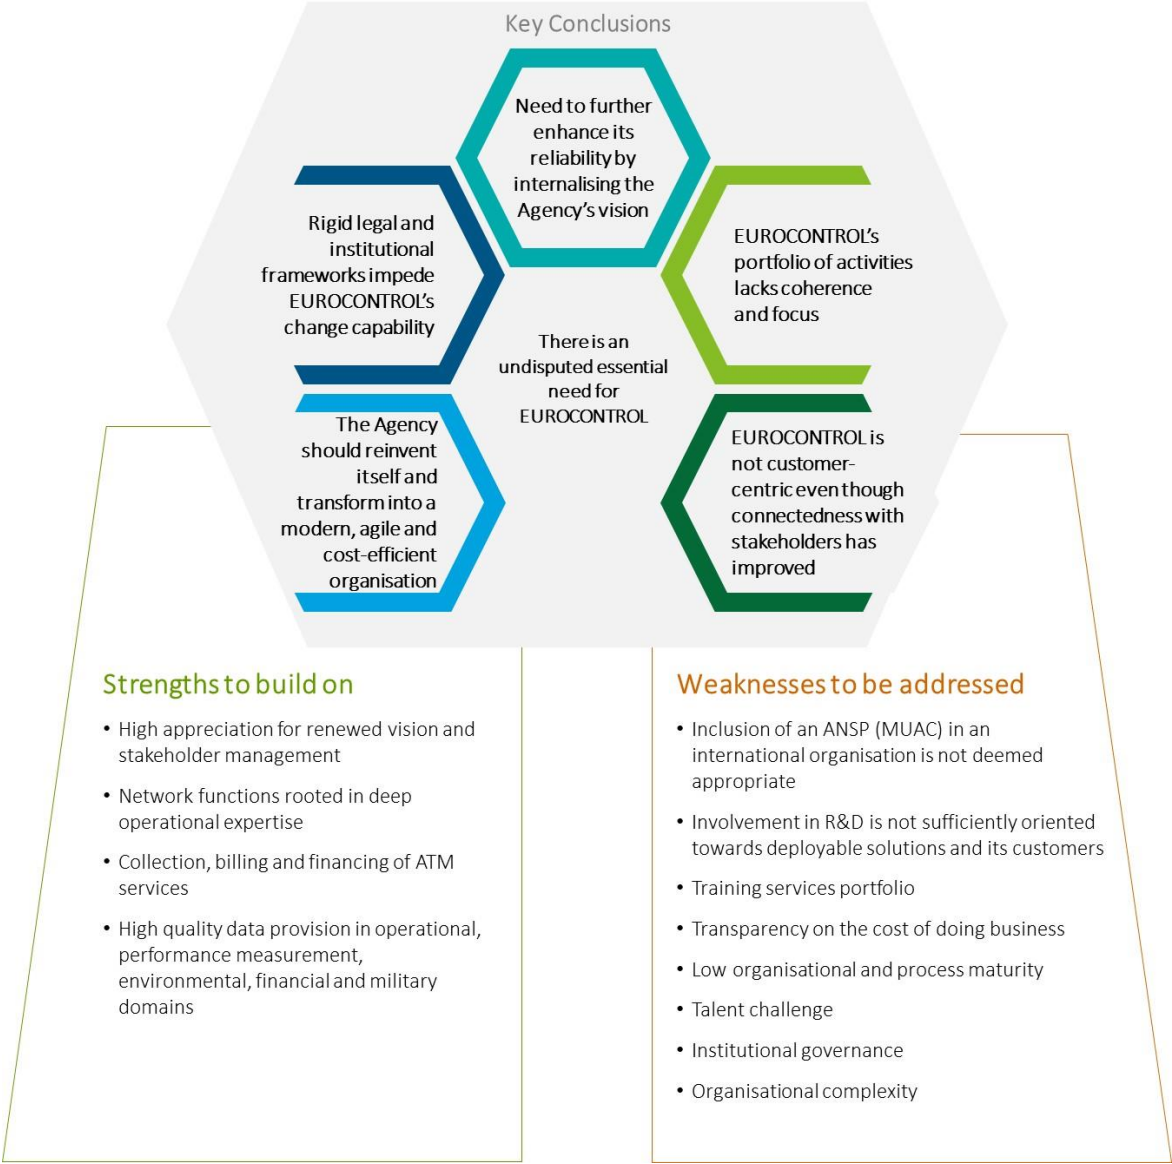 Key Conclusions
Need to further
enhance its
reliability by
internalising the
Agency's vision
Rigid legal and
institutional
frameworks impede
EUROCONTROL's
change capability
EUROCONTROL's
portfolio of activities
lacks coherence
and focus
There is an
undisputed essential
need for
EUROCONTROL
The Agency
should reinvent
itself and
transform into a
modern, agile and
cost-efficient
organisation
EUROCONTROL is
not customer-
centric even though
connectedness with
stakeholders has
improved
Strengths to build on
• High appreciation for renewed vision and
stakeholder management
• Network functions rooted in deep
operational expertise
• Collection, billing and financing of ATM
services
• High quality data provision in operational,
performance measurement,
environmental, financial and military
domains
Weaknesses to be addressed
• Inclusion of an ANSP (MUAC) in an
international organisation is not deemed
appropriate
• Involvement in R&D is not sufficiently oriented
towards deployable solutions and its customers
• Training services portfolio
• Transparency on the cost of doing business
• Low organisational and process maturity
• Talent challenge
• Institutional governance
• Organisational complexity